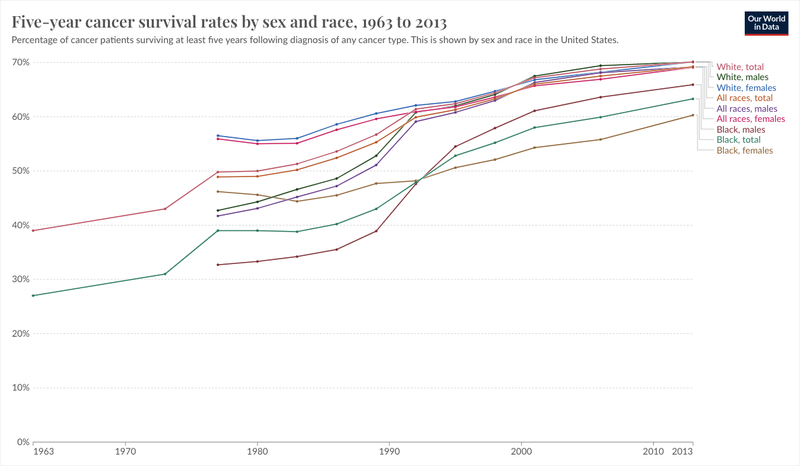 Five-year cancer survival rates by sex and race, 1963 to 2013
Our World
in Data
Percentage of cancer patients surviving at least five years following diagnosis of any cancer type. This is shown by sex and race in the United States.
70%
60%
50%
40%
30%
20%
10%
0%
1963
1970
1980
1990
2000
2010
2013
White, total
White, males
White, females
All races, total
All races, males
All races, females
Black, males
Black, total
Black, females